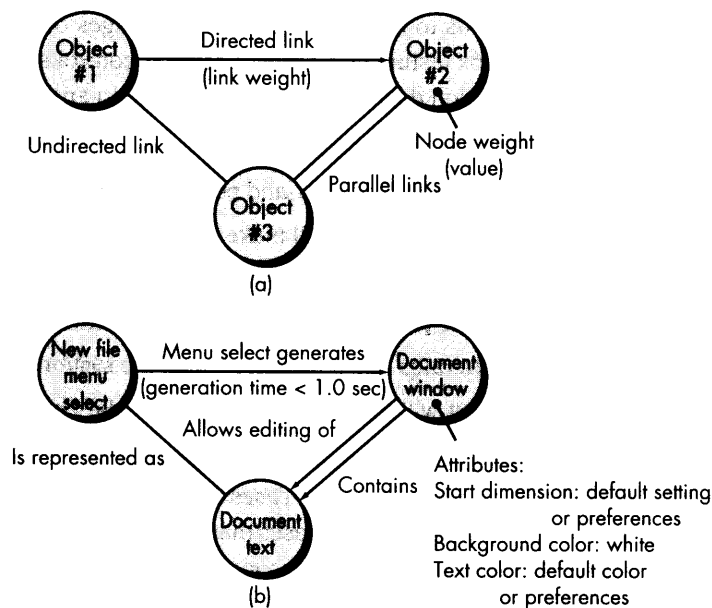 Object
#1
Directed link
(link weight)
Object
#2
Undirected link
Node weight
(value)
Parallel links
Object
#3
(a)
New file
menu
select
Menu select generates
(generation time < 1.0 sec)
Document
window
Allows editing of
Is represented as
Contains
Document
text
Attributes:
Start dimension: default setting
or preferences
Background color: white
Text color: default color
or preferences
(b)